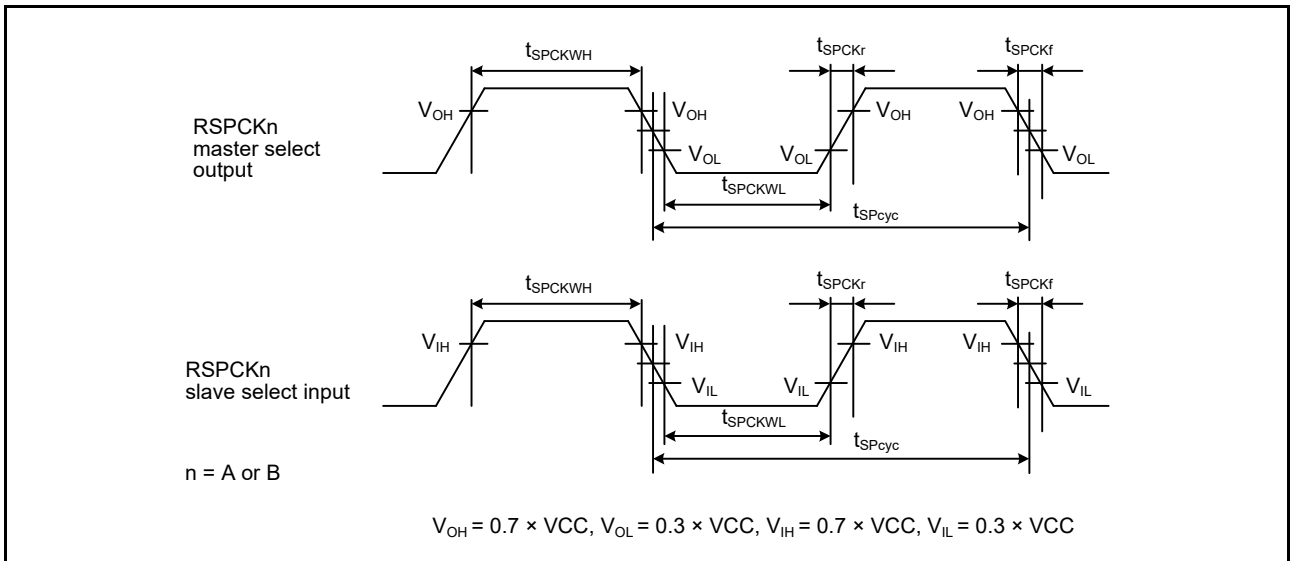 tSPCKWH
tSPCKr
tSPCKf
VOH
VOH
VOH
VOH
RSPCKn
master select
output
VOL
VOL
VOL
tSPCKWL
tSPcyc
tSPCKWH
tSPCKr
tSPCKf
VIH
VIH
VIH
VIH
RSPCKn
slave select input
VIL
VIL
VIL
tSPCKWL
tSPcyc
n = A or B
VOH = 0.7 × VCC, VOL = 0.3 × VCC, VIH = 0.7 × VCC, VIL = 0.3 × VCC